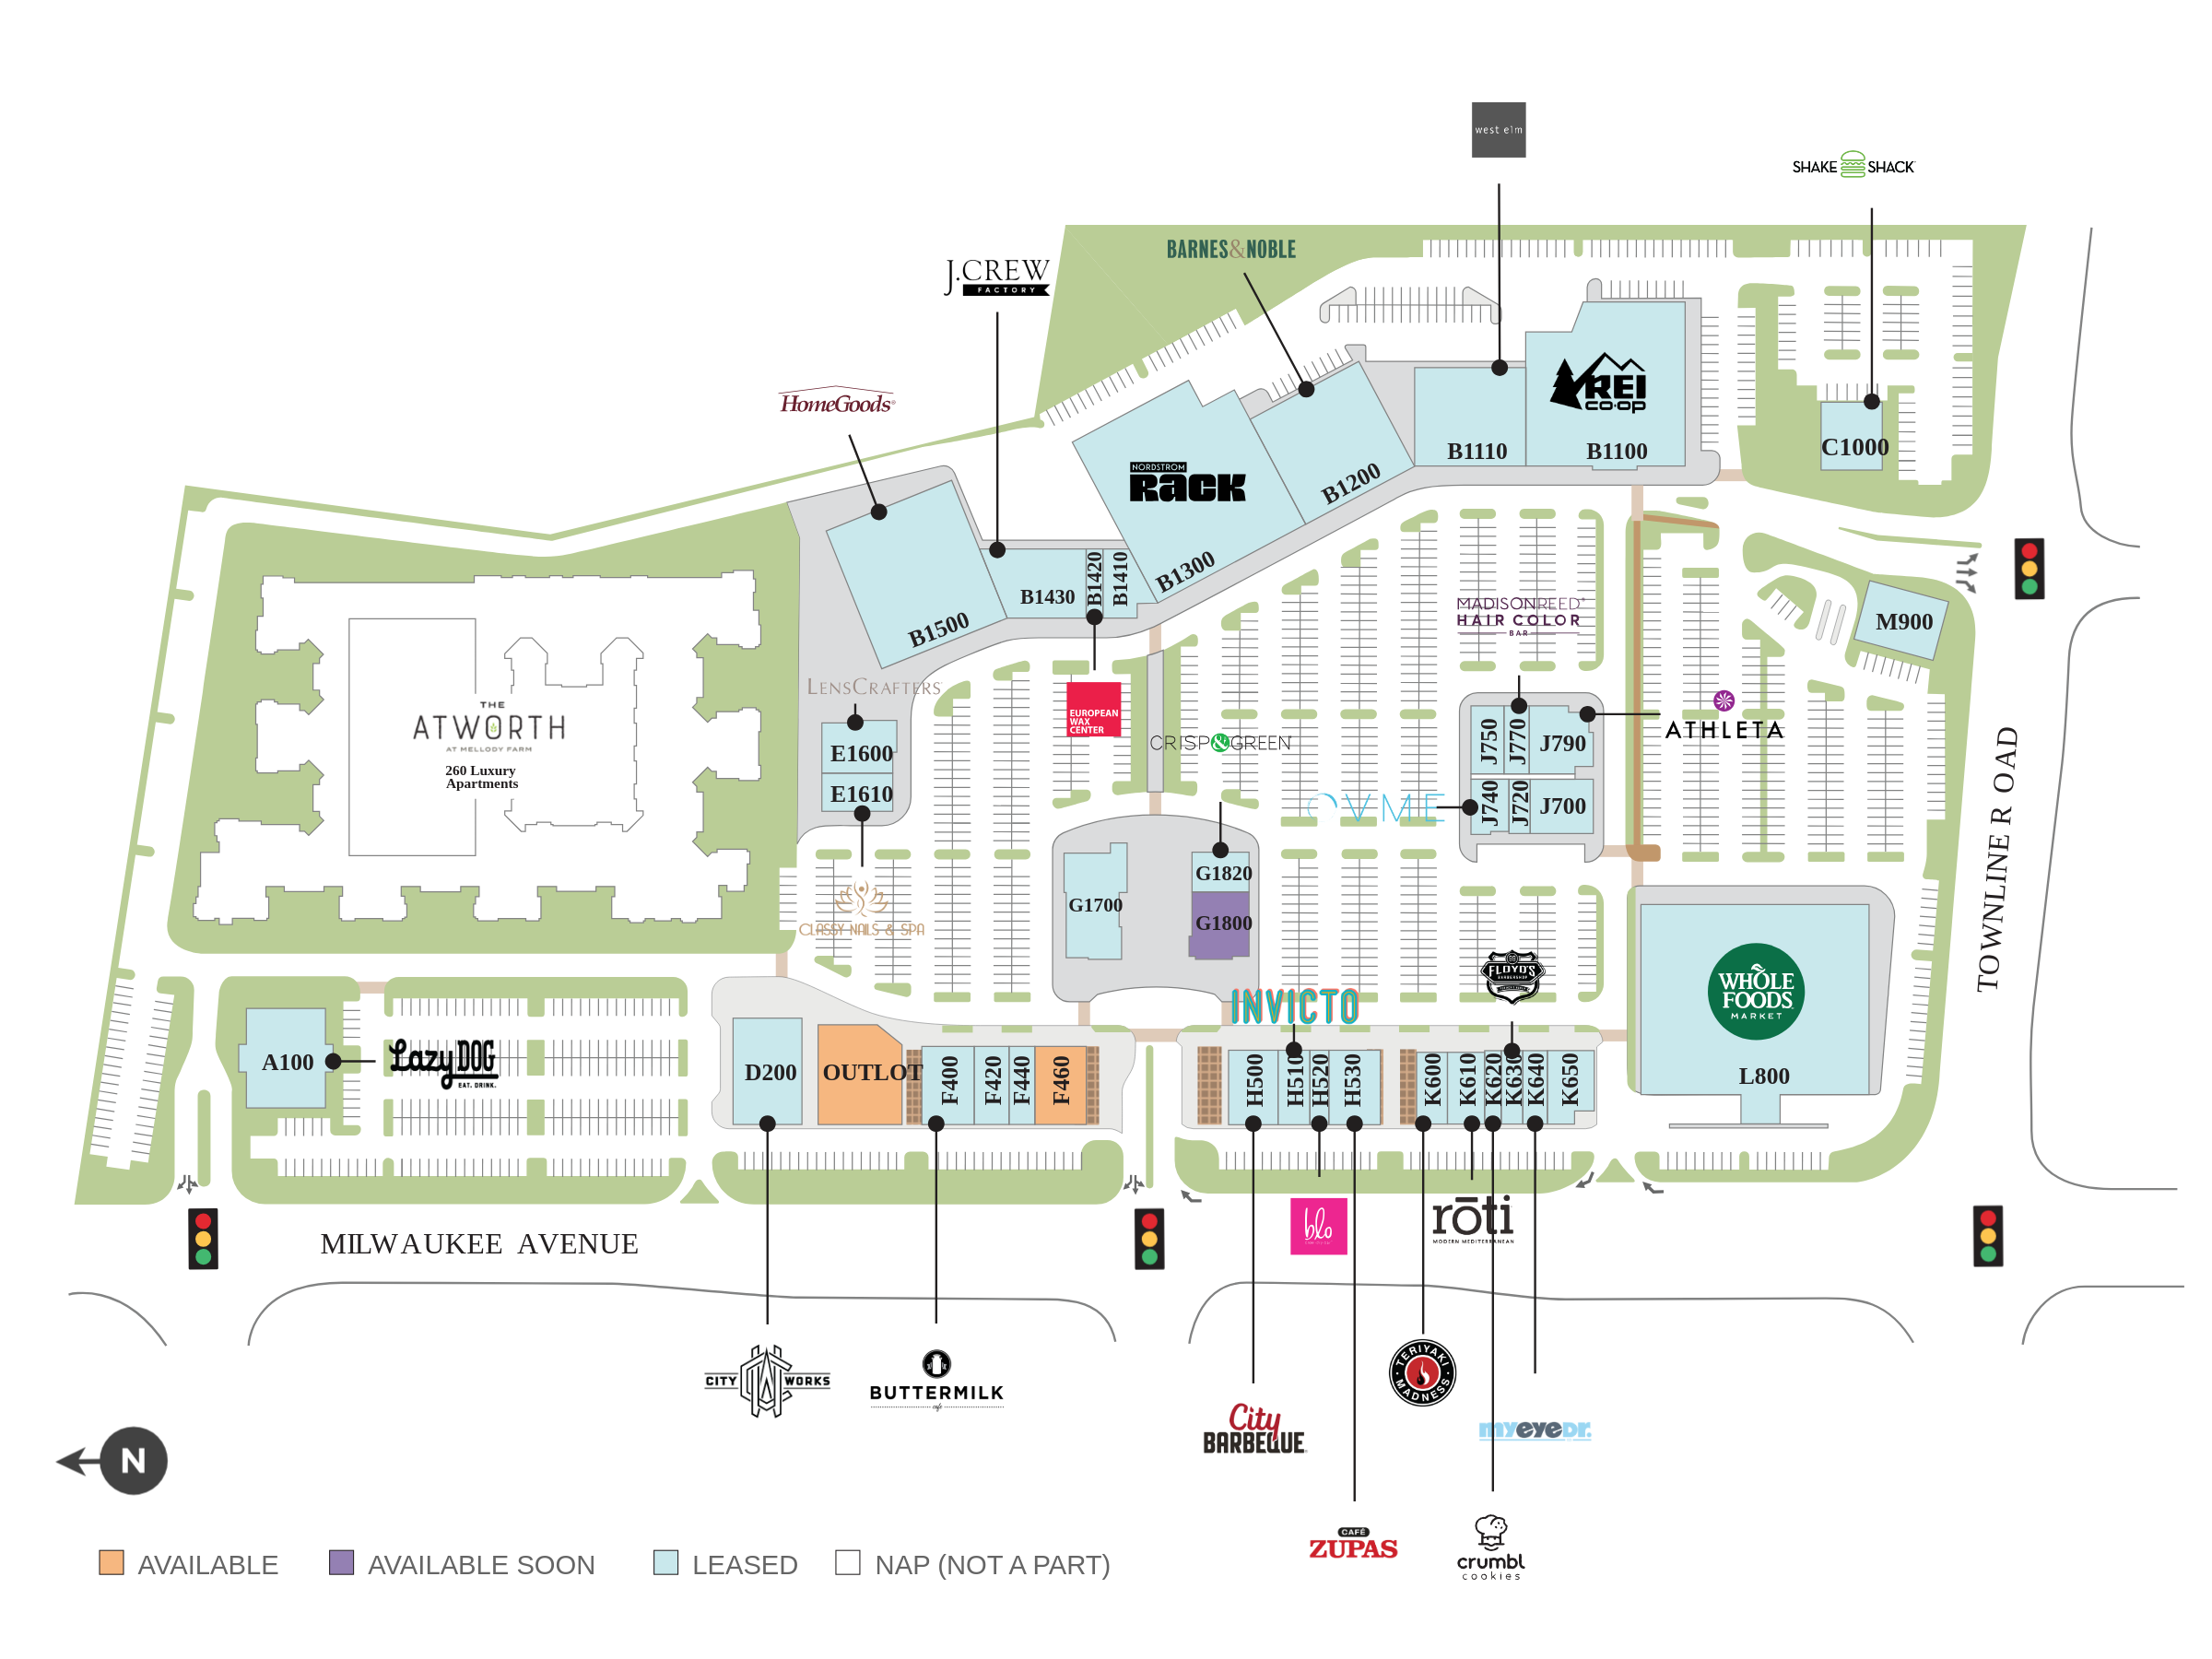 west elm
SHAKE SHACK
BARNES&NOBLE
J.CREW
FACTORY
HomeGoods
REI
CO·OP
B1110
B1100
C1000
NORDSTROM
RACK
B1200
B1300
B1500
B1430
B1420
B1410
M900
MADISON REED
HAIR COLOR
BAR
LENSCRAFTERS
EUROPEAN
WAX
CENTER
CRISP&GREEN
THE
ATWORTH
AT MELLODY FARM
260 Luxury
Apartments
E1600
E1610
J750
J770
J790
ATHLETA
OVME
J740
J720
J700
TOWNLINE ROAD
G1820
G1700
G1800
CLASSY NAILS & SPA
FLOYD'S
BARBERSHOP
INVICTO
WHOLE
FOODS
MARKET
L800
A100
Lazy DOG
EAT. DRINK.
D200
OUTLOT
F400
F420
F440
F460
H500
H510
H520
H530
K600
K610
K620
K630
K640
K650
blo
rōti
MODERN MEDITERRANEAN
MILWAUKEE AVENUE
CITY WORKS
BUTTERMILK
TERIYAKI
MADNESS
City
BARBEQUE
myeyedr.
CAFÉ
ZUPAS
crumbl
cookies
N
AVAILABLE
AVAILABLE SOON
LEASED
NAP (NOT A PART)